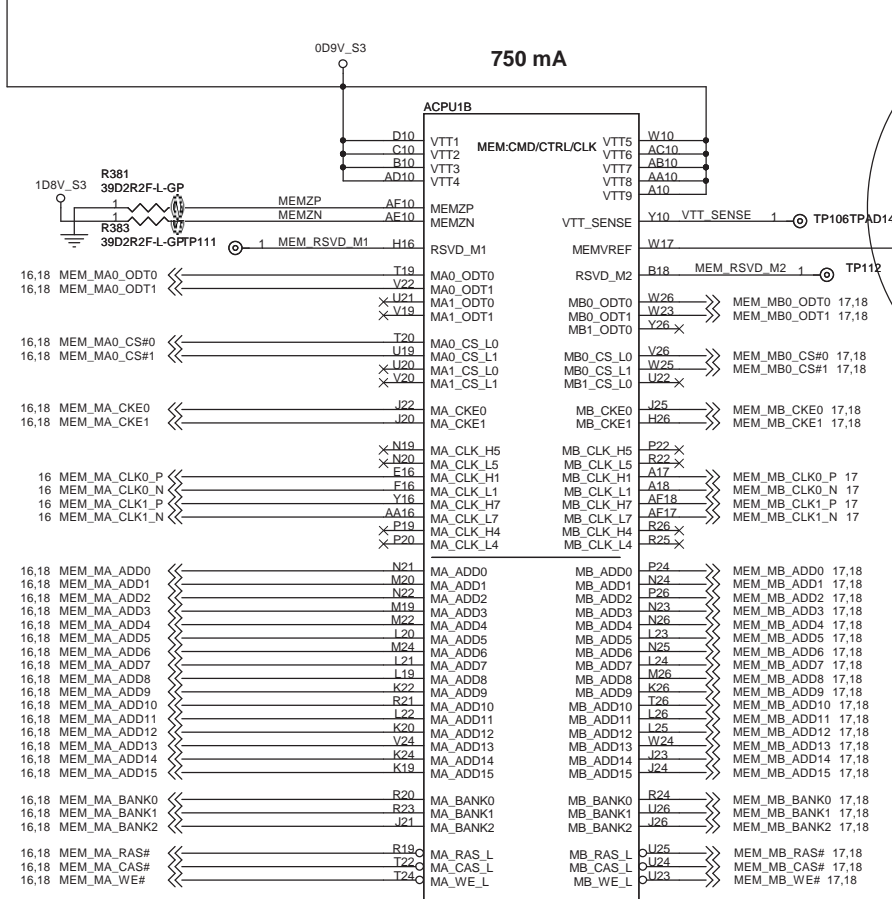 0D9V_S3
750 mA
ACPU1B
MEM:CMD/CTRL/CLK
D10 VTT1 VTT5 W10
C10 VTT2 VTT6 AC10
B10 VTT3 VTT7 AB10
AD10 VTT4 VTT8 AA10
VTT9 A10
1D8V_S3
R381
39D2R2F-L-GP
1 MEMZP AF10 MEMZP
1 MEMZN AE10 MEMZN VTT_SENSE Y10 VTT_SENSE 1 TP106 TPAD14
R383
39D2R2F-L-GP TP111
1 MEM_RSVD_M1 H16 RSVD_M1 MEMVREF W17
RSVD_M2 B18 MEM_RSVD_M2 1 TP112
16,18 MEM_MA0_ODT0 T19 MA0_ODT0 MB0_ODT0 W26 MEM_MB0_ODT0 17,18
16,18 MEM_MA0_ODT1 V22 MA0_ODT1 MB0_ODT1 W23 MEM_MB0_ODT1 17,18
U21 MA1_ODT0 MB1_ODT0 Y26
V19 MA1_ODT1
16,18 MEM_MA0_CS#0 T20 MA0_CS_L0 MB0_CS_L0 V26 MEM_MB0_CS#0 17,18
16,18 MEM_MA0_CS#1 U19 MA0_CS_L1 MB0_CS_L1 W25 MEM_MB0_CS#1 17,18
U20 MA1_CS_L0 MB1_CS_L0 U22
V20 MA1_CS_L1
16,18 MEM_MA_CKE0 J22 MA_CKE0 MB_CKE0 J25 MEM_MB_CKE0 17,18
16,18 MEM_MA_CKE1 J20 MA_CKE1 MB_CKE1 H26 MEM_MB_CKE1 17,18
N19 MA_CLK_H5 MB_CLK_H5 P22
N20 MA_CLK_L5 MB_CLK_L5 R22
16 MEM_MA_CLK0_P E16 MA_CLK_H1 MB_CLK_H1 A17 MEM_MB_CLK0_P 17
16 MEM_MA_CLK0_N F16 MA_CLK_L1 MB_CLK_L1 A18 MEM_MB_CLK0_N 17
16 MEM_MA_CLK1_P Y16 MA_CLK_H7 MB_CLK_H7 AF18 MEM_MB_CLK1_P 17
16 MEM_MA_CLK1_N AA16 MA_CLK_L7 MB_CLK_L7 AF17 MEM_MB_CLK1_N 17
P19 MA_CLK_H4 MB_CLK_H4 R26
P20 MA_CLK_L4 MB_CLK_L4 R25
16,18 MEM_MA_ADD0 N21 MA_ADD0 MB_ADD0 P24 MEM_MB_ADD0 17,18
16,18 MEM_MA_ADD1 M20 MA_ADD1 MB_ADD1 N24 MEM_MB_ADD1 17,18
16,18 MEM_MA_ADD2 N22 MA_ADD2 MB_ADD2 P26 MEM_MB_ADD2 17,18
16,18 MEM_MA_ADD3 M19 MA_ADD3 MB_ADD3 N23 MEM_MB_ADD3 17,18
16,18 MEM_MA_ADD4 M22 MA_ADD4 MB_ADD4 N26 MEM_MB_ADD4 17,18
16,18 MEM_MA_ADD5 L20 MA_ADD5 MB_ADD5 L23 MEM_MB_ADD5 17,18
16,18 MEM_MA_ADD6 M24 MA_ADD6 MB_ADD6 N25 MEM_MB_ADD6 17,18
16,18 MEM_MA_ADD7 L21 MA_ADD7 MB_ADD7 L24 MEM_MB_ADD7 17,18
16,18 MEM_MA_ADD8 L19 MA_ADD8 MB_ADD8 M26 MEM_MB_ADD8 17,18
16,18 MEM_MA_ADD9 K22 MA_ADD9 MB_ADD9 K26 MEM_MB_ADD9 17,18
16,18 MEM_MA_ADD10 R21 MA_ADD10 MB_ADD10 T26 MEM_MB_ADD10 17,18
16,18 MEM_MA_ADD11 L22 MA_ADD11 MB_ADD11 L26 MEM_MB_ADD11 17,18
16,18 MEM_MA_ADD12 K20 MA_ADD12 MB_ADD12 L25 MEM_MB_ADD12 17,18
16,18 MEM_MA_ADD13 V24 MA_ADD13 MB_ADD13 W24 MEM_MB_ADD13 17,18
16,18 MEM_MA_ADD14 K24 MA_ADD14 MB_ADD14 J23 MEM_MB_ADD14 17,18
16,18 MEM_MA_ADD15 K19 MA_ADD15 MB_ADD15 J24 MEM_MB_ADD15 17,18
16,18 MEM_MA_BANK0 R20 MA_BANK0 MB_BANK0 R24 MEM_MB_BANK0 17,18
16,18 MEM_MA_BANK1 R23 MA_BANK1 MB_BANK1 U26 MEM_MB_BANK1 17,18
16,18 MEM_MA_BANK2 J21 MA_BANK2 MB_BANK2 J26 MEM_MB_BANK2 17,18
16,18 MEM_MA_RAS# R19 MA_RAS_L MB_RAS_L U25 MEM_MB_RAS# 17,18
16,18 MEM_MA_CAS# T22 MA_CAS_L MB_CAS_L U24 MEM_MB_CAS# 17,18
16,18 MEM_MA_WE# T24 MA_WE_L MB_WE_L U23 MEM_MB_WE# 17,18